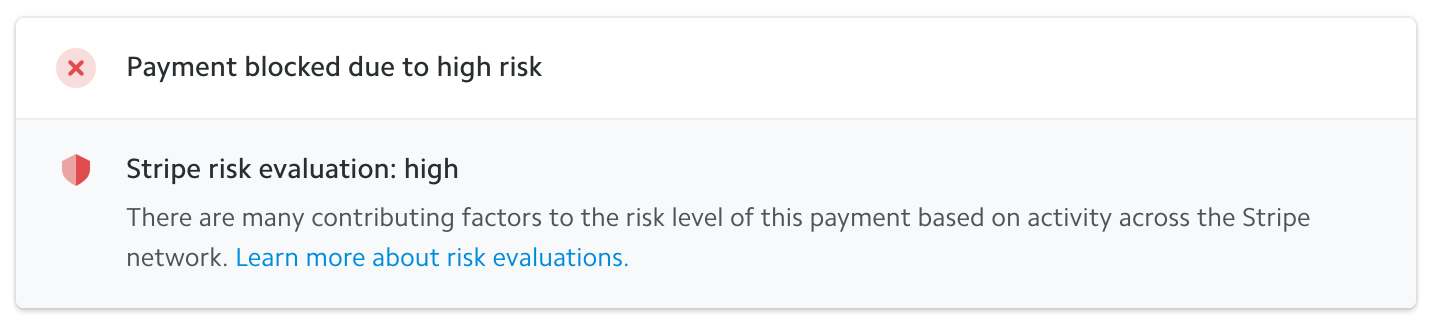 Payment blocked due to high risk
Stripe risk evaluation: high
There are many contributing factors to the risk level of this payment based on activity across the Stripe
network. Learn more about risk evaluations.